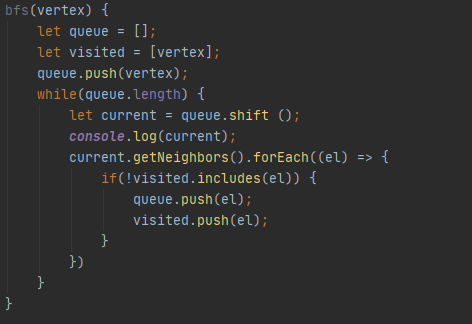 bfs(vertex) {
    let queue = [];
    let visited = [vertex];
    queue.push(vertex);
    while(queue.length) {
        let current = queue.shift ();
        console.log(current);
        current.getNeighbors().forEach((el) => {
            if(!visited.includes(el)) {
                queue.push(el);
                visited.push(el);
            }
        })
    }
}